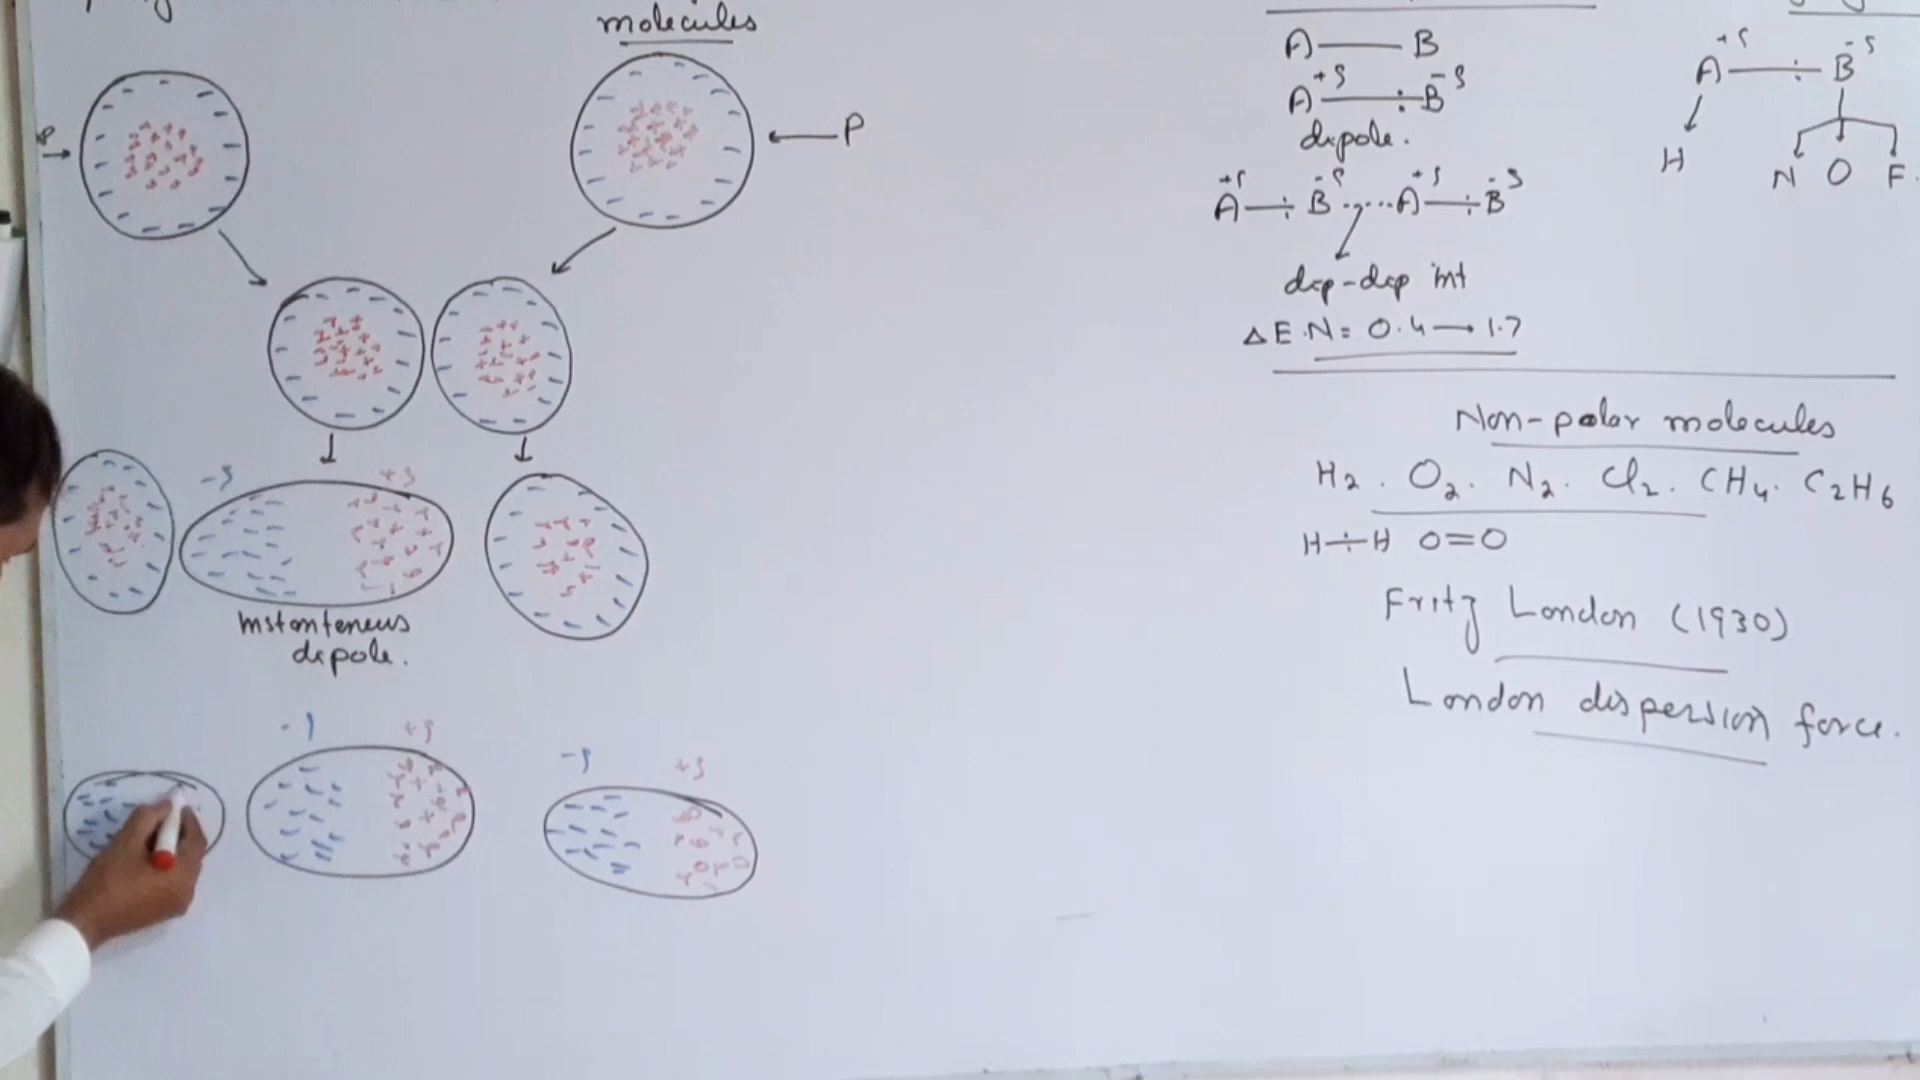 molecules
P
P
-δ +δ
Instanteneus
dipole.
-δ +δ
-δ +δ
A — B
+δ -δ
A —: B
dipole.
+δ -δ +δ -δ
A —:— B ..... A —:— B
dip-dip int
ΔE.N = 0.4 — 1.7
+δ -δ
A —:— B
H
N O F.
Non-polar molecules
H₂ . O₂ . N₂ . Cl₂ . CH₄ . C₂H₆
H—:—H O=O
Fritz London (1930)
London dispersion force.